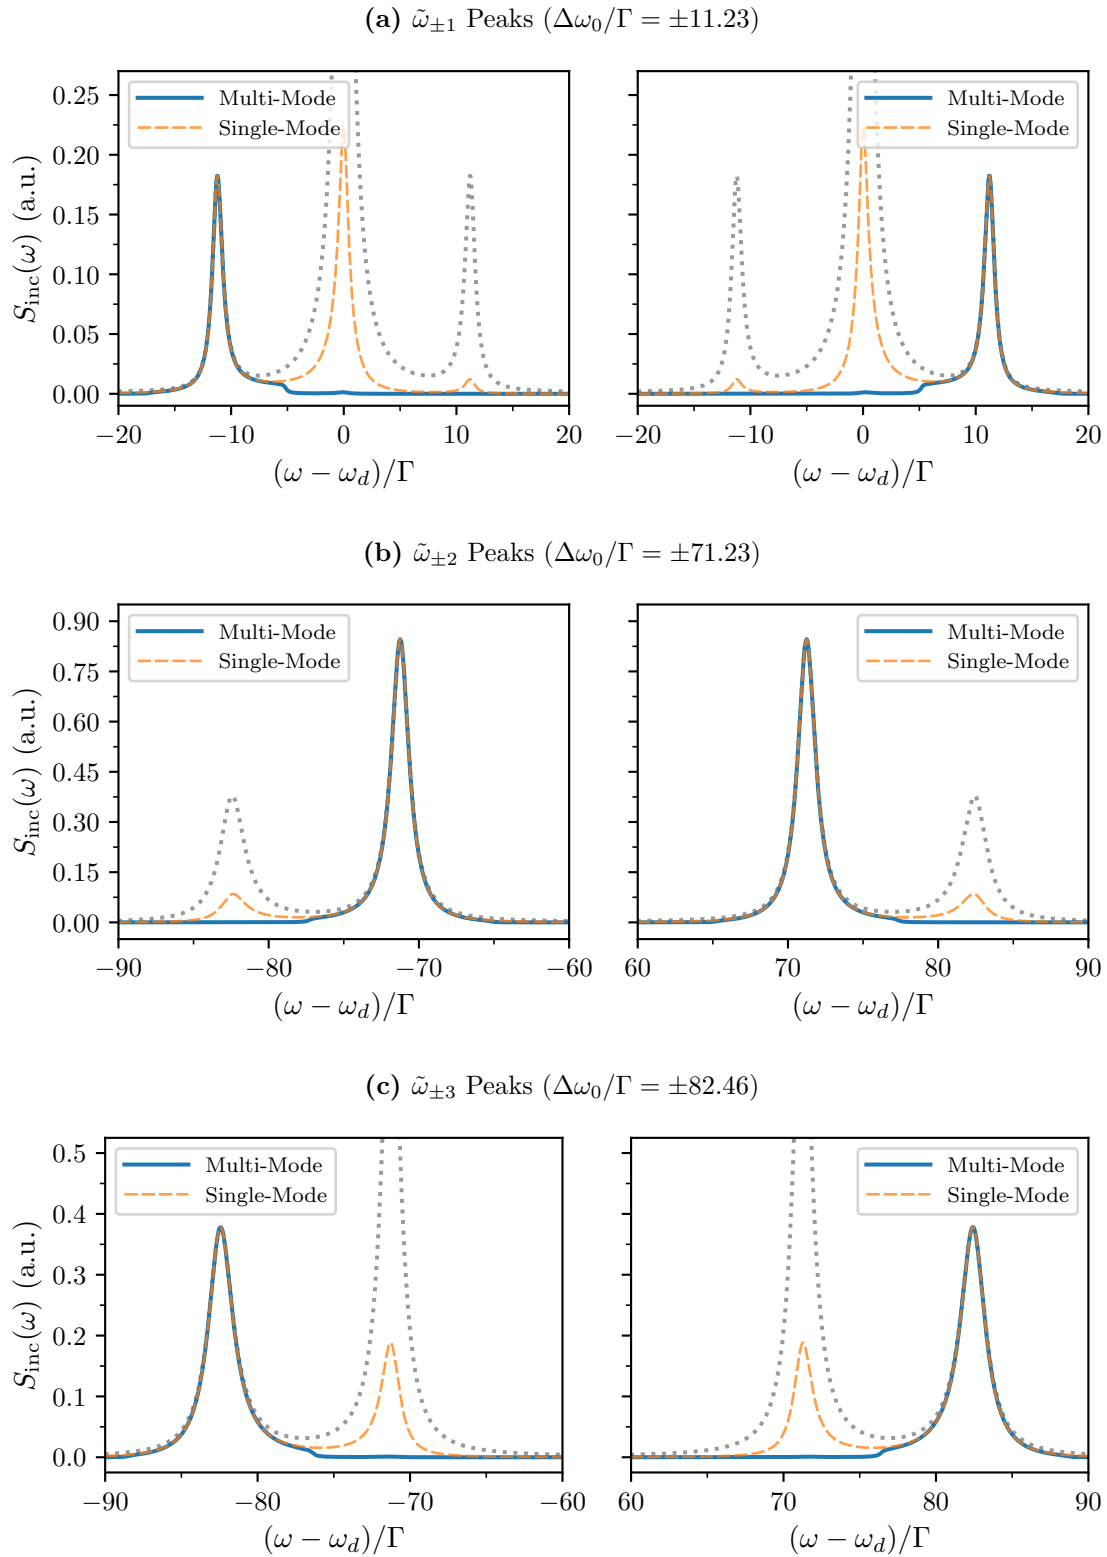 (a) ω̃±1 Peaks (Δω0/Γ = ±11.23)
Sinc(ω) (a.u.)
0.25
0.20
0.15
0.10
0.05
0.00
Multi-Mode
Single-Mode
−20 −10 0 10 20
(ω − ωd)/Γ
Multi-Mode
Single-Mode
−20 −10 0 10 20
(ω − ωd)/Γ
(b) ω̃±2 Peaks (Δω0/Γ = ±71.23)
Sinc(ω) (a.u.)
0.90
0.75
0.60
0.45
0.30
0.15
0.00
Multi-Mode
Single-Mode
−90 −80 −70 −60
(ω − ωd)/Γ
Multi-Mode
Single-Mode
60 70 80 90
(ω − ωd)/Γ
(c) ω̃±3 Peaks (Δω0/Γ = ±82.46)
Sinc(ω) (a.u.)
0.5
0.4
0.3
0.2
0.1
0.0
Multi-Mode
Single-Mode
−90 −80 −70 −60
(ω − ωd)/Γ
Multi-Mode
Single-Mode
60 70 80 90
(ω − ωd)/Γ